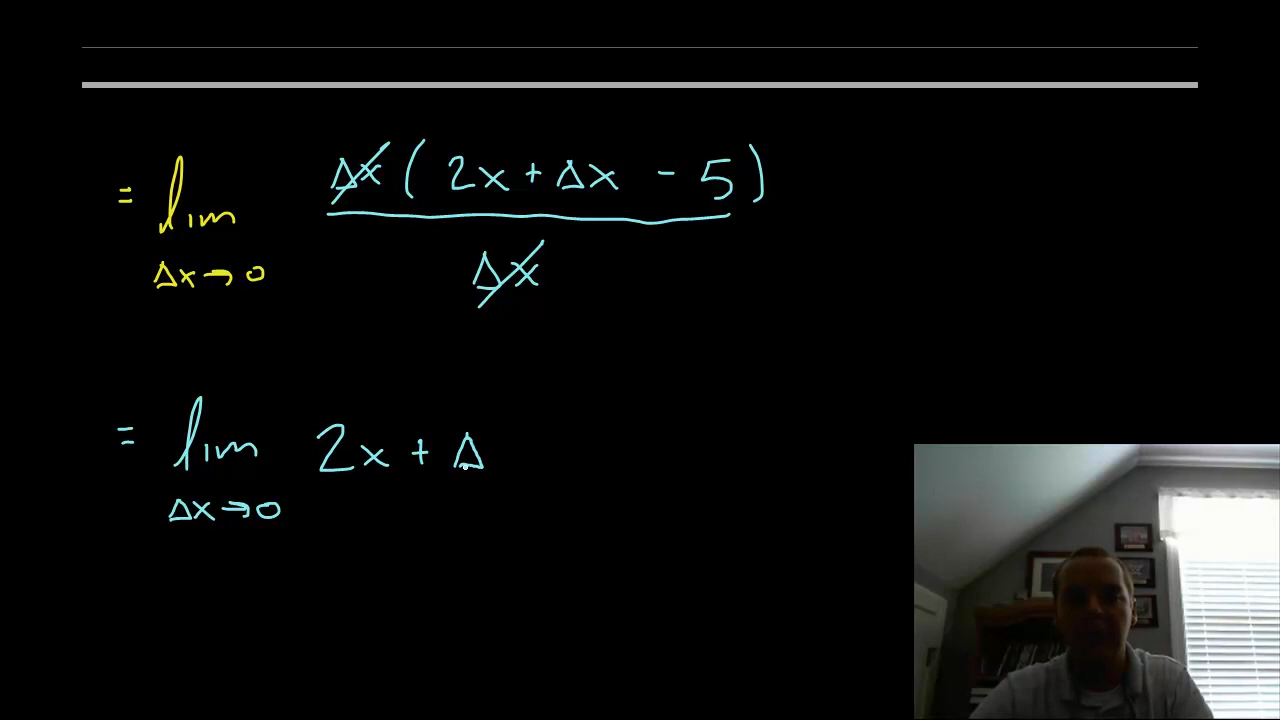 = lim Δx ( 2x + Δx - 5 )
Δx → 0 Δx
= lim 2x + Δ
Δx → 0